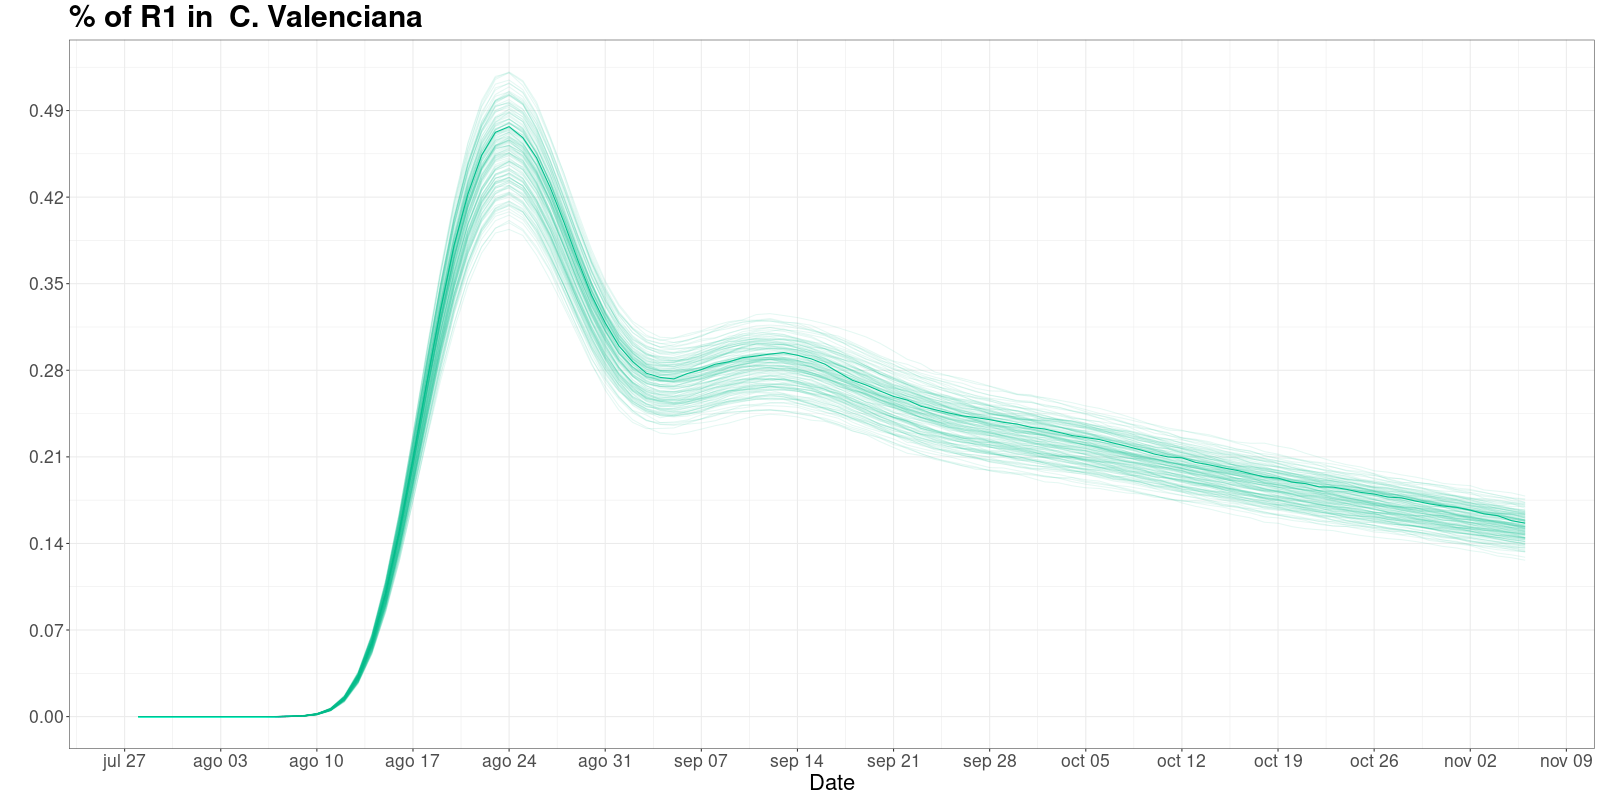 % of R1 in  C. Valenciana
0.49
0.42
0.35
0.28
0.21
0.14
0.07
0.00
jul 27 ago 03 ago 10 ago 17 ago 24 ago 31 sep 07 sep 14 sep 21 sep 28 oct 05 oct 12 oct 19 oct 26 nov 02 nov 09
Date